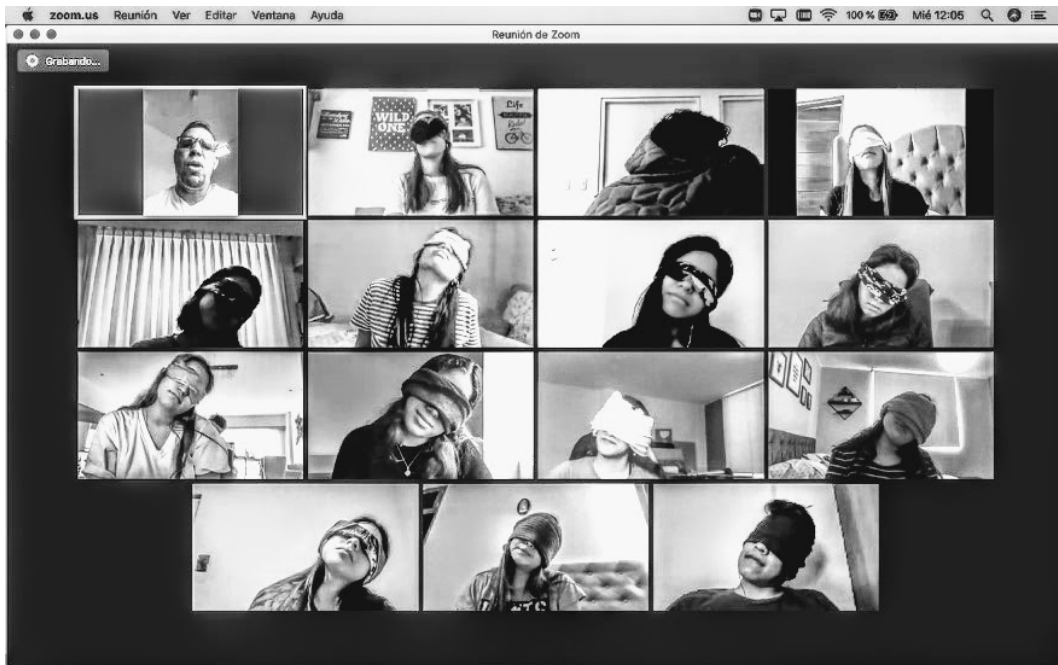 zoom.us Reunión Ver Editar Ventana Ayuda 100 % Mié 12:05
Reunión de Zoom
Grabando...
WILD
ONE
Life